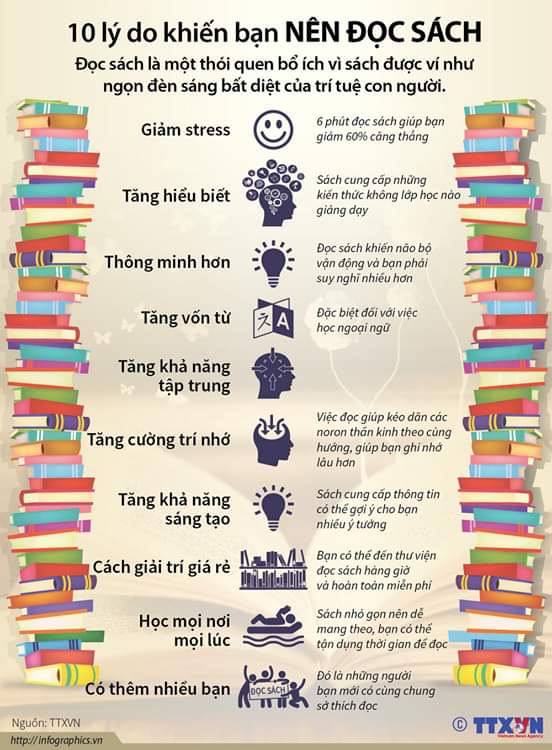 10 lý do khiến bạn NÊN ĐỌC SÁCH
Đọc sách là một thói quen bổ ích vì sách được ví như
ngọn đèn sáng bất diệt của trí tuệ con người.
Giảm stress
6 phút đọc sách giúp bạn
giảm 60% căng thẳng
Tăng hiểu biết
Sách cung cấp những
kiến thức không lớp học nào
giảng dạy
Thông minh hơn
Đọc sách khiến não bộ
vận động và bạn phải
suy nghĩ nhiều hơn
Tăng vốn từ
A
Đặc biệt đối với việc
học ngoại ngữ
Tăng khả năng
tập trung
Tăng cường trí nhớ
Việc đọc giúp kéo dãn các
noron thần kinh theo cùng
hướng, giúp bạn ghi nhớ
lâu hơn
Tăng khả năng
sáng tạo
Sách cung cấp thông tin
có thể gợi ý cho bạn
nhiều ý tưởng
Cách giải trí giá rẻ
Bạn có thể đến thư viện
đọc sách hàng giờ
và hoàn toàn miễn phí
Học mọi nơi
mọi lúc
Sách nhỏ gọn nên dễ
mang theo, bạn có thể
tận dụng thời gian để đọc
Có thêm nhiều bạn
ĐỌC SÁCH
Đó là những người
bạn mới có cùng chung
sở thích đọc
Nguồn: TTXVN
http://infographics.vn
© TTXVN
Vietnam News Agency